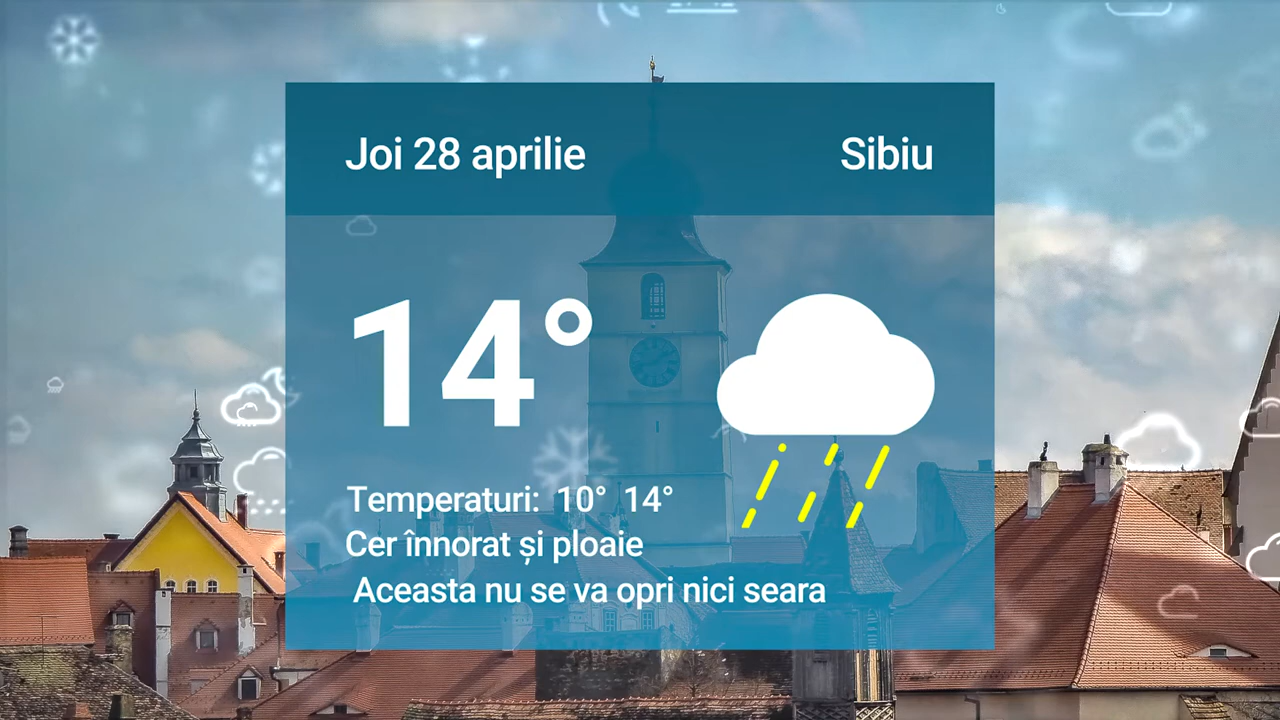 Joi 28 aprilie Sibiu
14°
Temperaturi: 10° 14°
Cer înnorat și ploaie
Aceasta nu se va opri nici seara